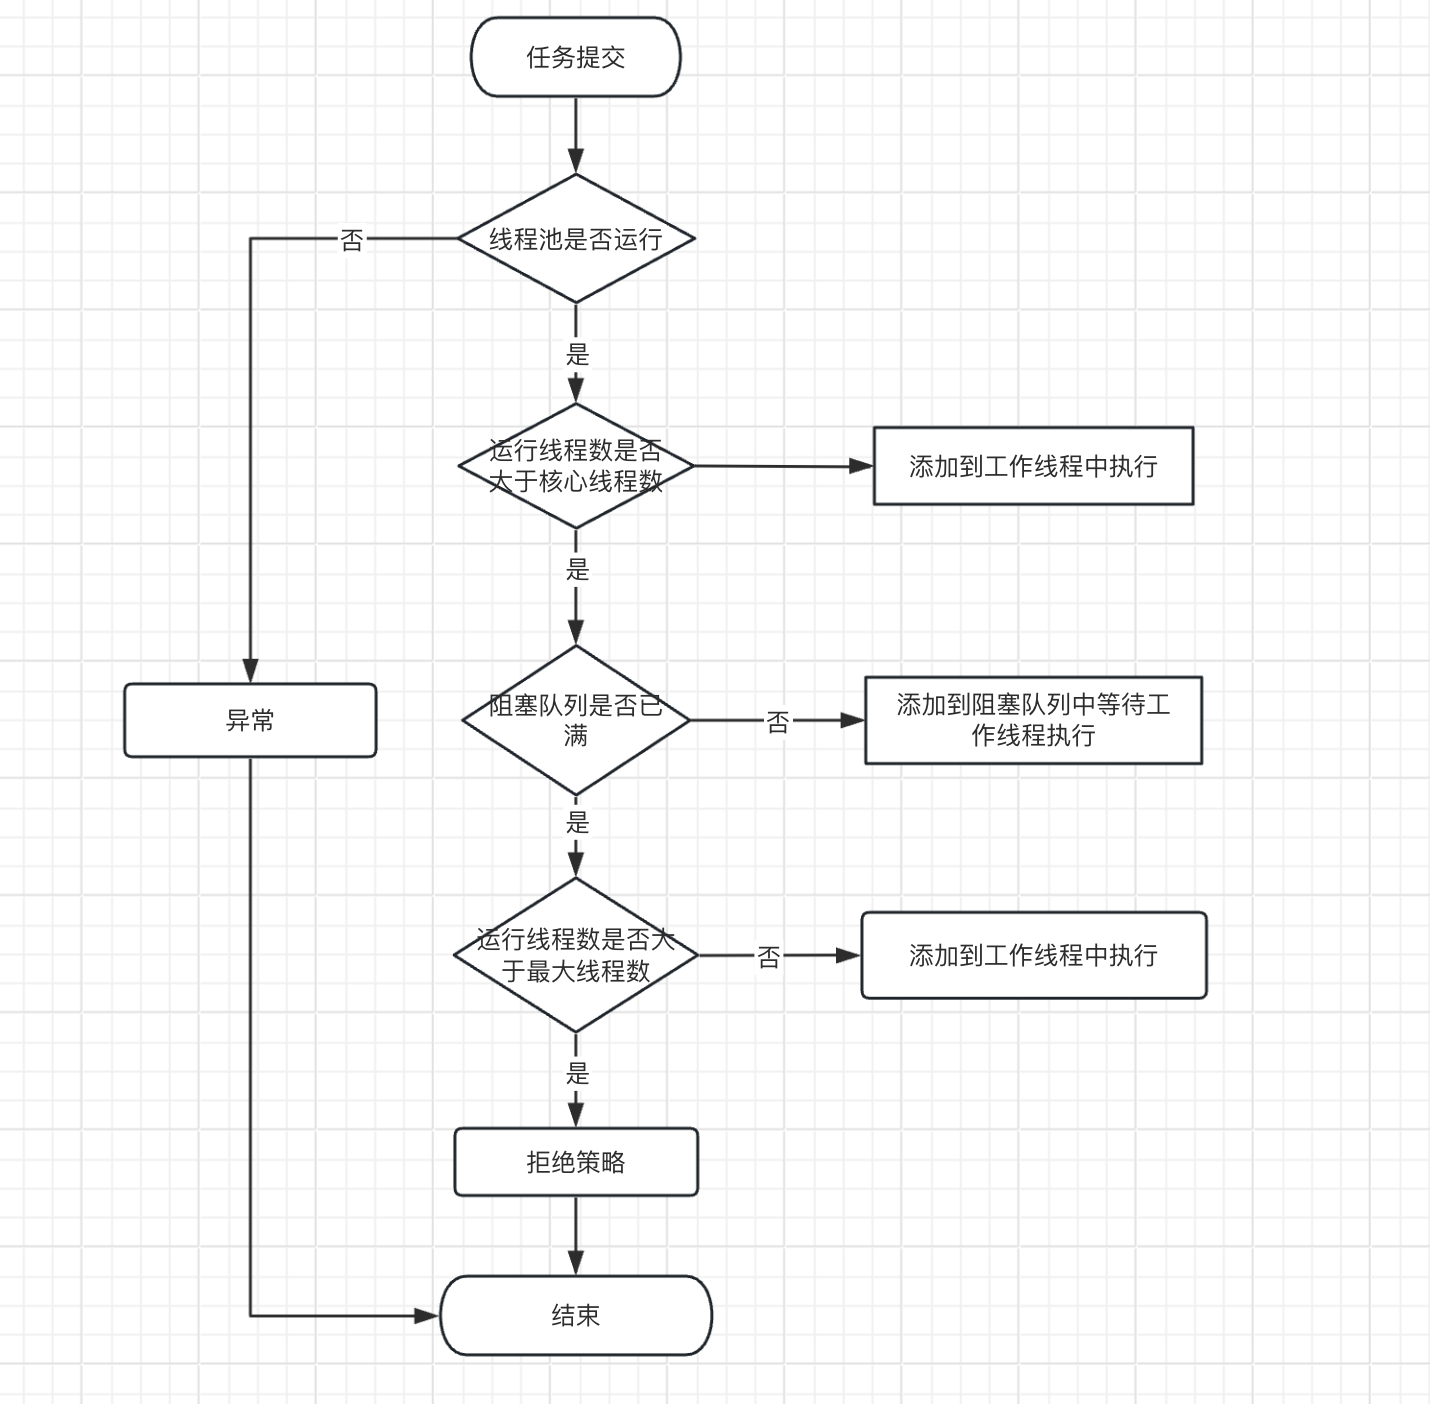 任务提交
线程池是否运行
否
是
运行线程数是否
大于核心线程数
添加到工作线程中执行
是
异常
阻塞队列是否已
满
否
添加到阻塞队列中等待工
作线程执行
是
运行线程数是否大
于最大线程数
否
添加到工作线程中执行
是
拒绝策略
结束